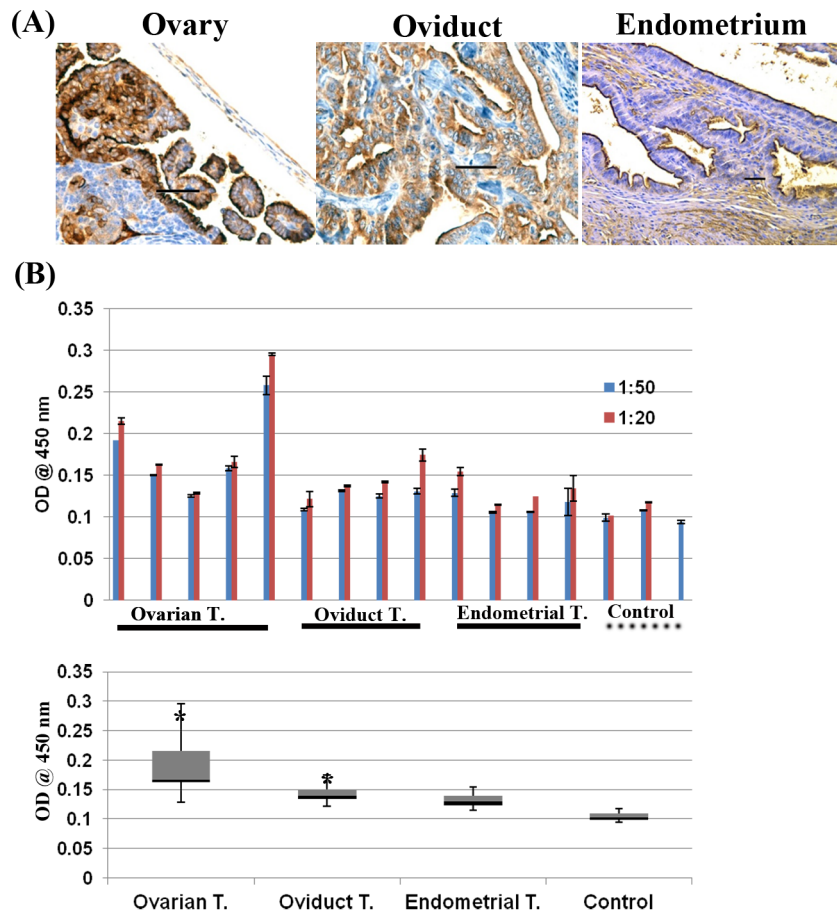 (A)
Ovary Oviduct Endometrium
(B)
0.35
0.3
0.25
0.2
0.15
0.1
0.05
0
OD @ 450 nm
1:50
1:20
Ovarian T. Oviduct T. Endometrial T. Control
0.35
0.3
0.25
0.2
0.15
0.1
0.05
0
OD @ 450 nm
*
*
Ovarian T. Oviduct T. Endometrial T. Control